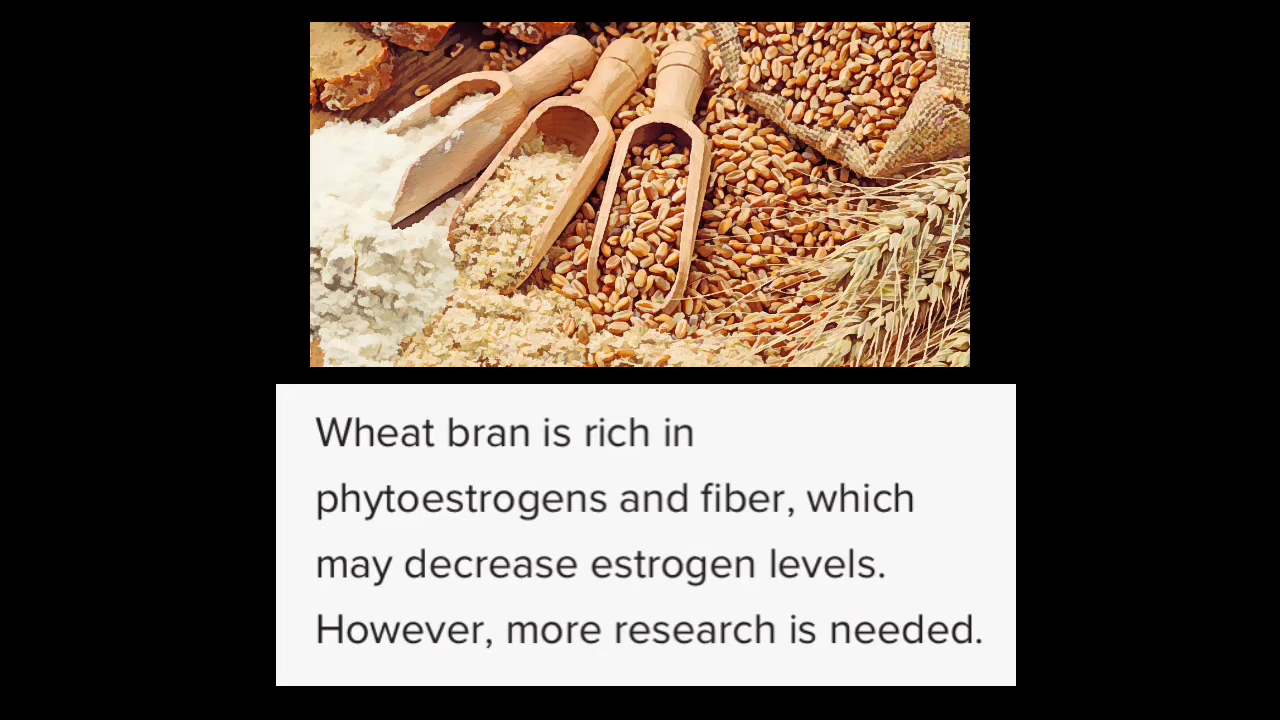 Wheat bran is rich in
phytoestrogens and fiber, which
may decrease estrogen levels.
However, more research is needed.